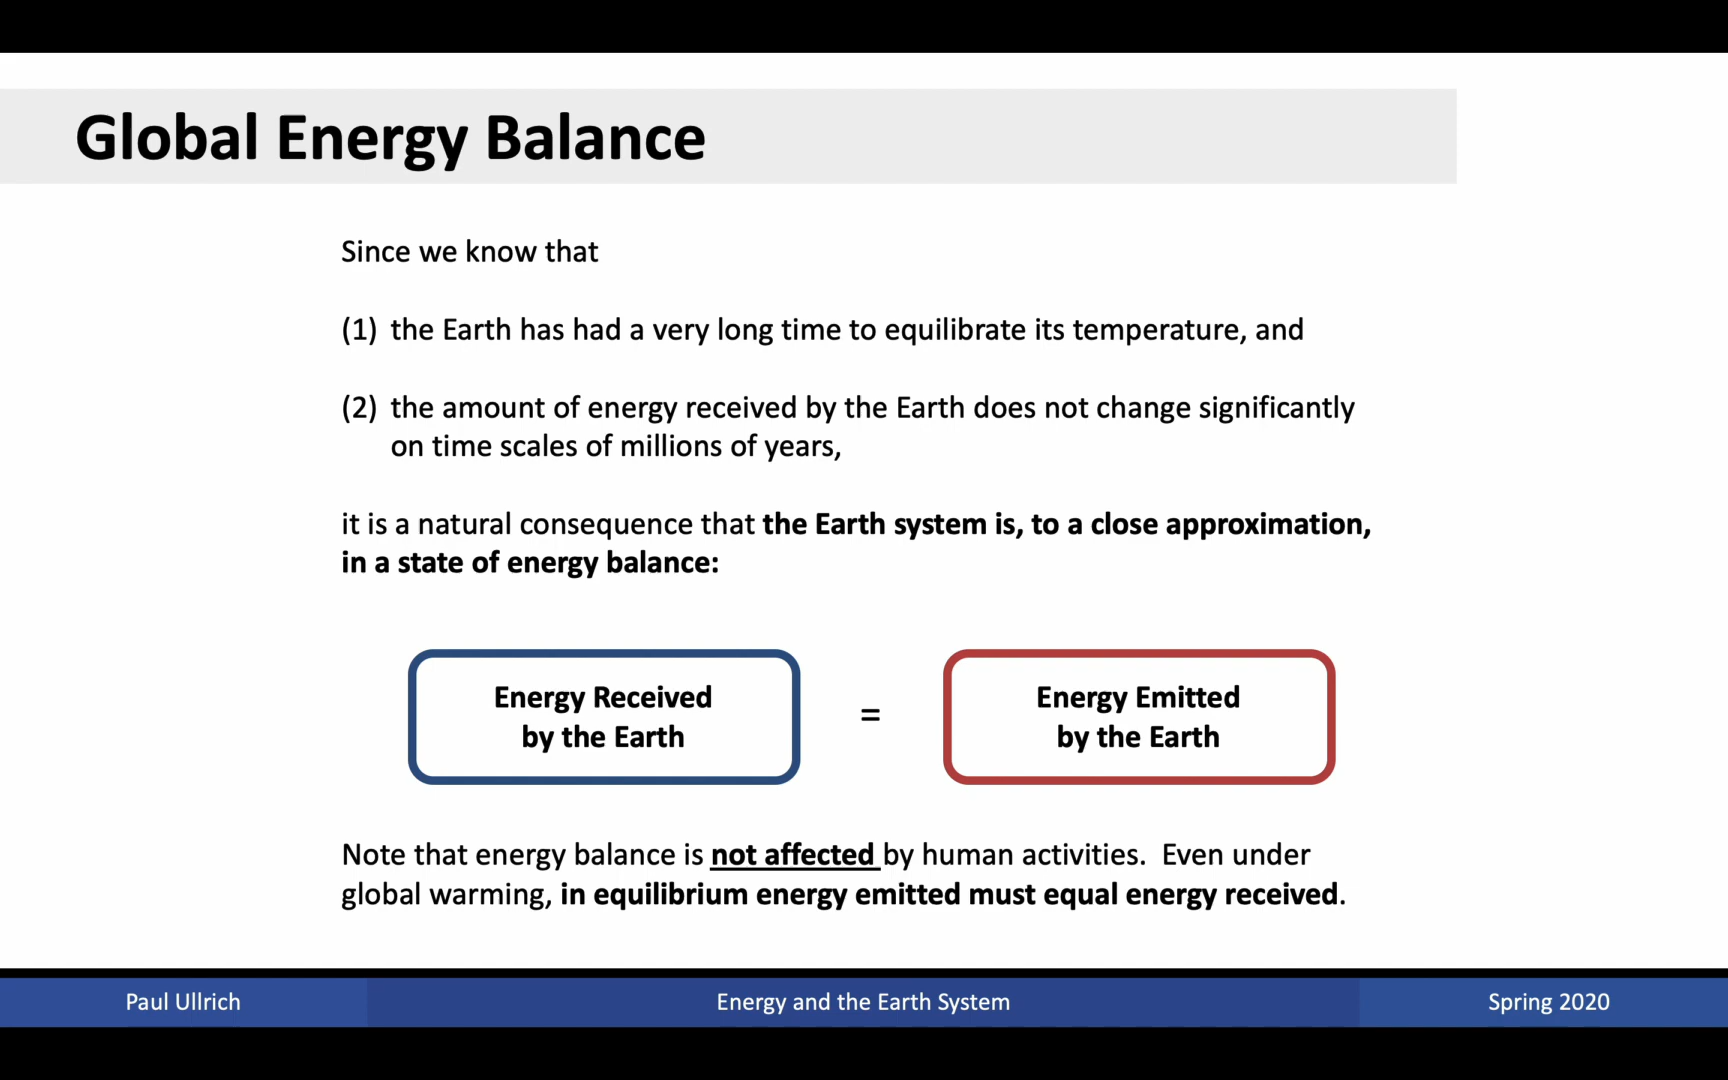 Global Energy Balance
Since we know that
(1) the Earth has had a very long time to equilibrate its temperature, and
(2) the amount of energy received by the Earth does not change significantly
on time scales of millions of years,
it is a natural consequence that the Earth system is, to a close approximation,
in a state of energy balance:
Energy Received
by the Earth
=
Energy Emitted
by the Earth
Note that energy balance is not affected by human activities. Even under
global warming, in equilibrium energy emitted must equal energy received.
Paul Ullrich
Energy and the Earth System
Spring 2020